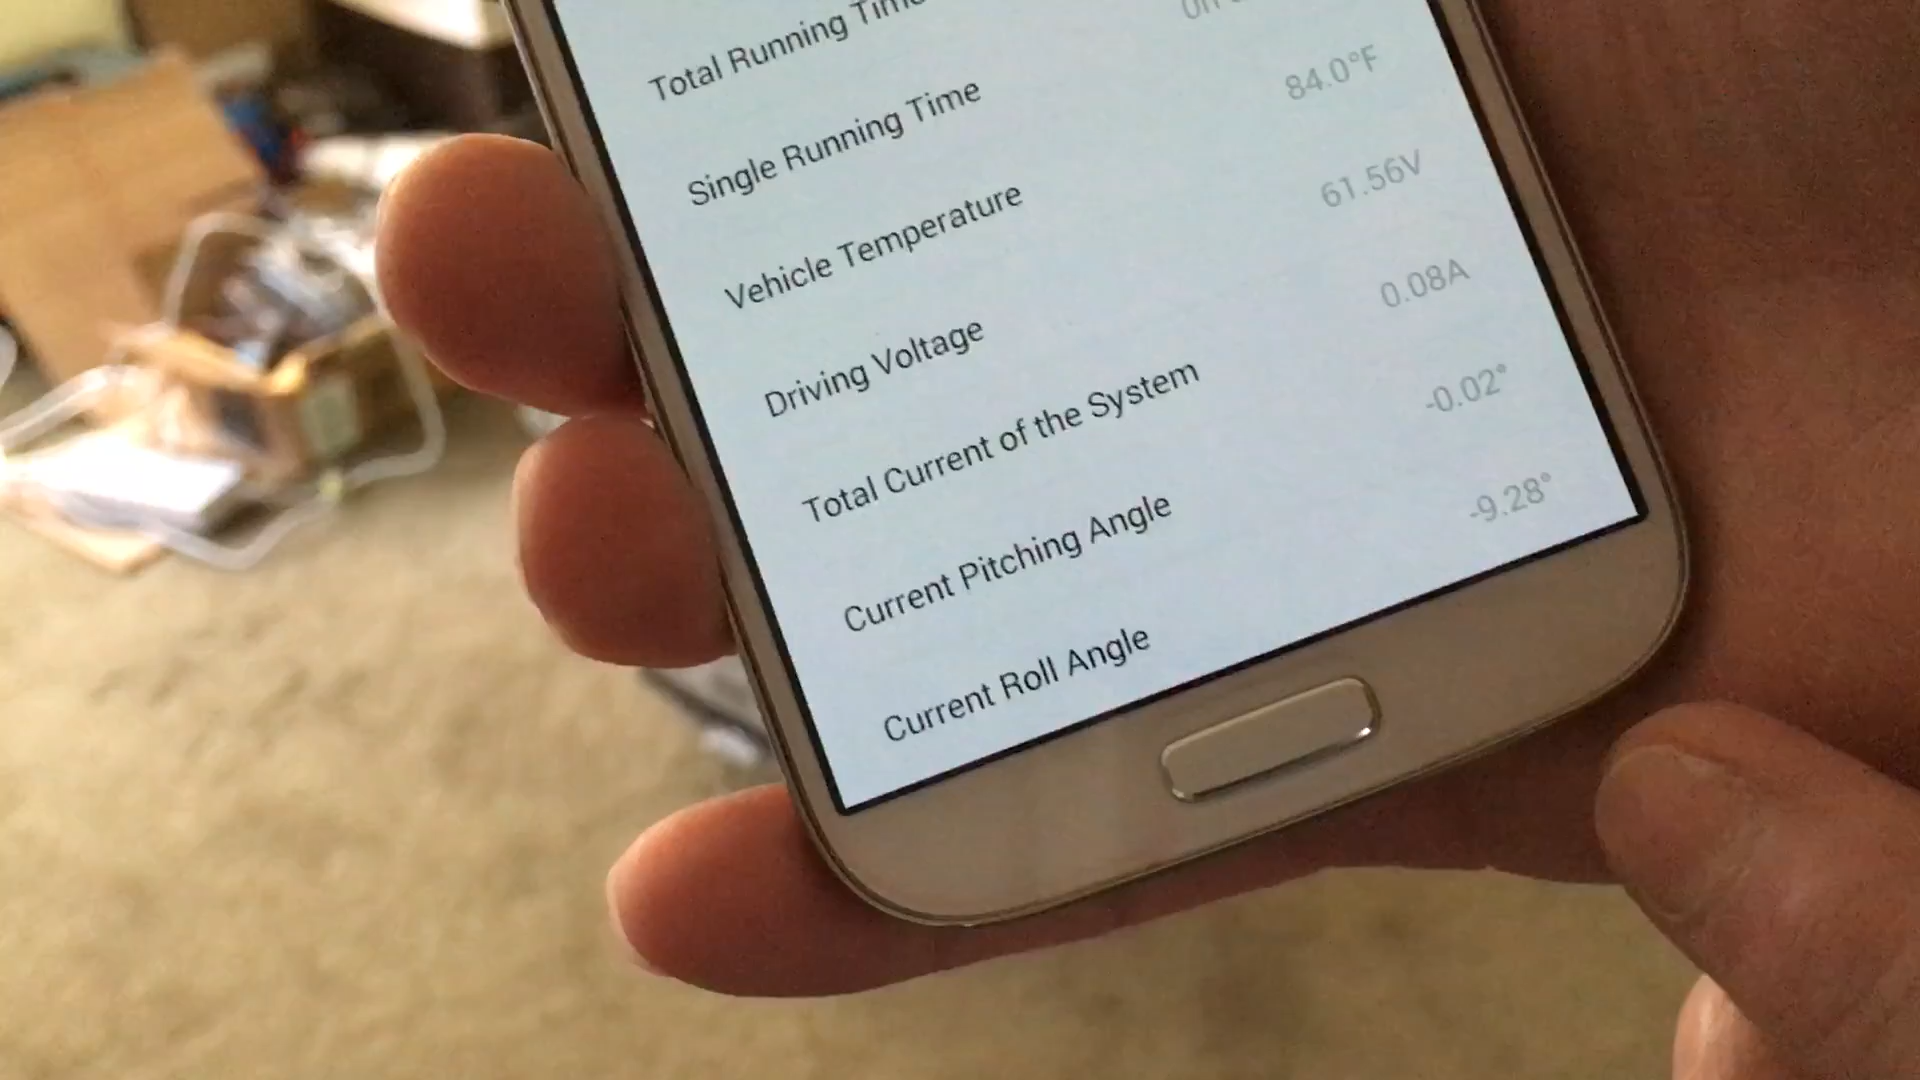 Total Running Time
Single Running Time
Vehicle Temperature 84.0°F
Driving Voltage 61.56V
Total Current of the System 0.08A
Current Pitching Angle -0.02°
Current Roll Angle -9.28°